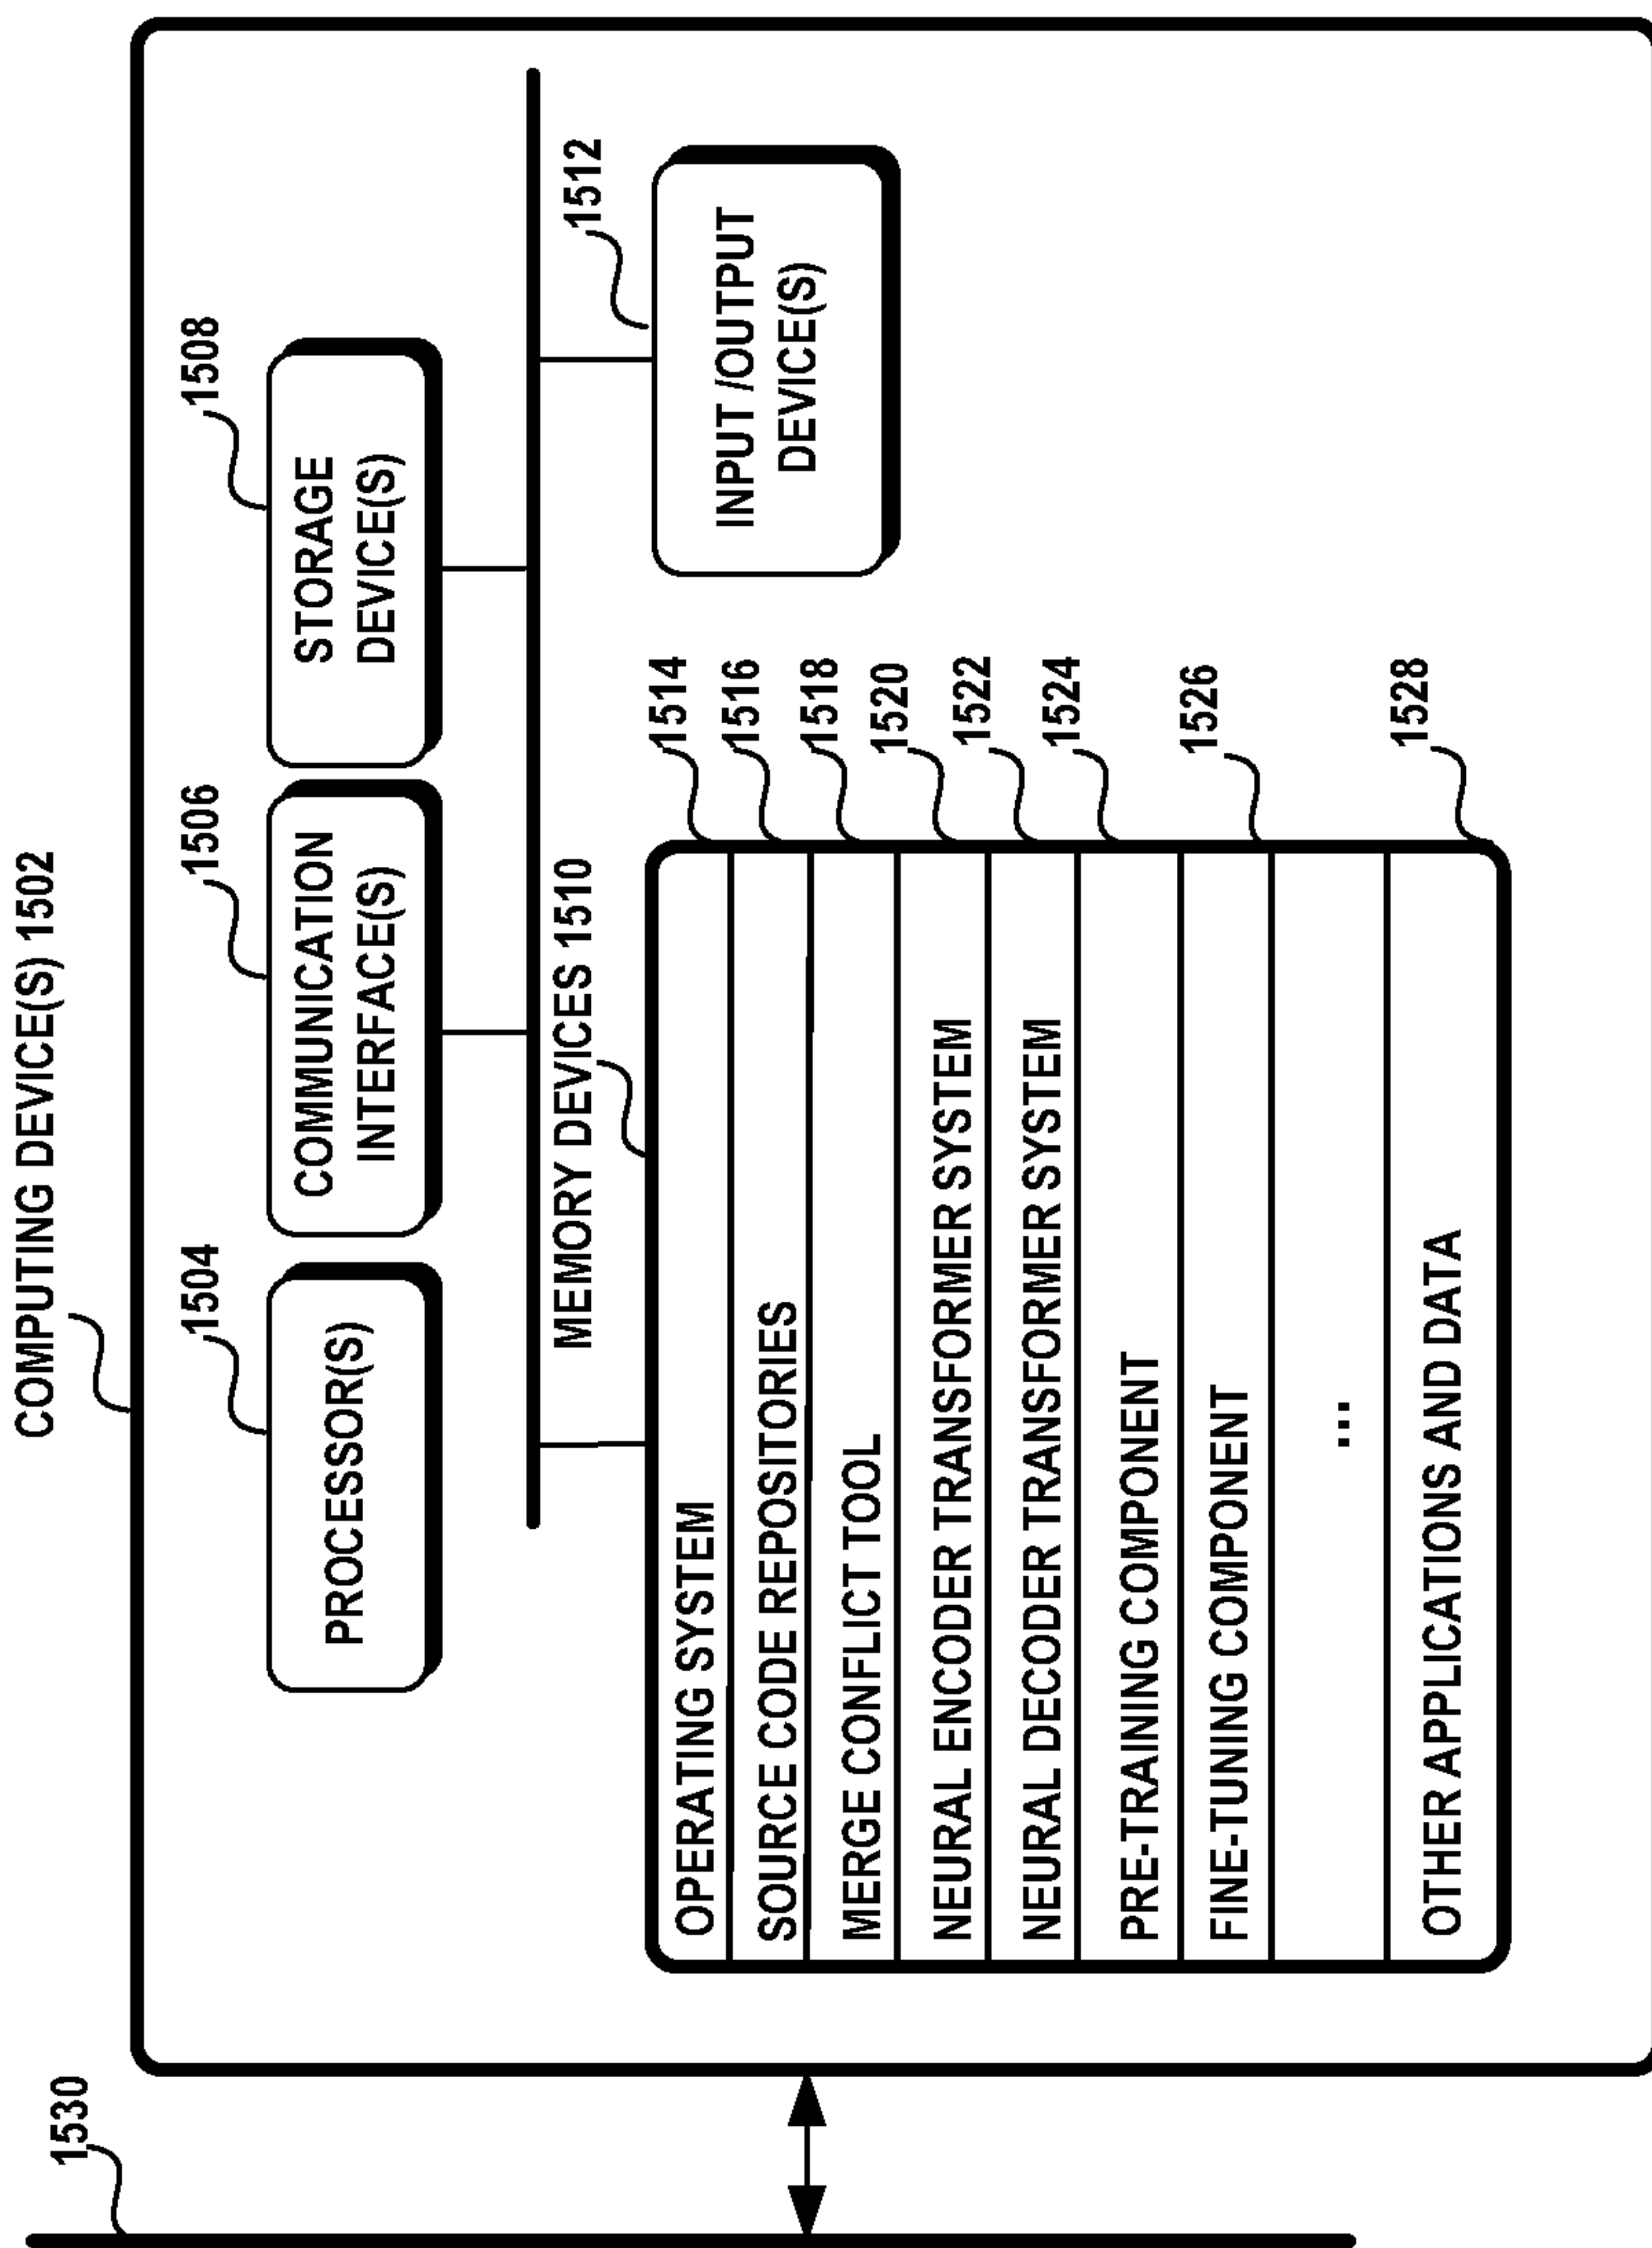 COMPUTING DEVICE(S) 1502
1504
1506
1508
PROCESSOR(S)
COMMUNICATION
INTERFACE(S)
STORAGE
DEVICE(S)
MEMORY DEVICES 1510
1512
INPUT /OUTPUT
DEVICE(S)
OPERATING SYSTEM
1514
SOURCE CODE REPOSITORIES
1516
MERGE CONFLICT TOOL
1518
NEURAL ENCODER TRANSFORMER SYSTEM
1520
NEURAL DECODER TRANSFORMER SYSTEM
1522
PRE-TRAINING COMPONENT
1524
FINE-TUNING COMPONENT
1526
...
OTHER APPLICATIONS AND DATA
1528
1530